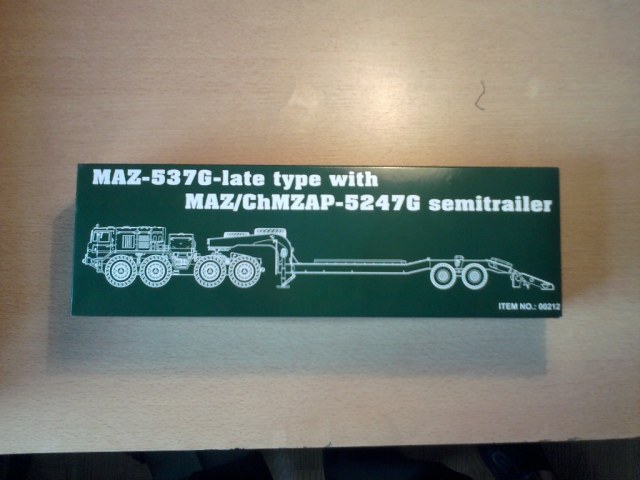 MAZ-537G-late type with
MAZ/ChMZAP-5247G semitrailer
ITEM NO.: 00212